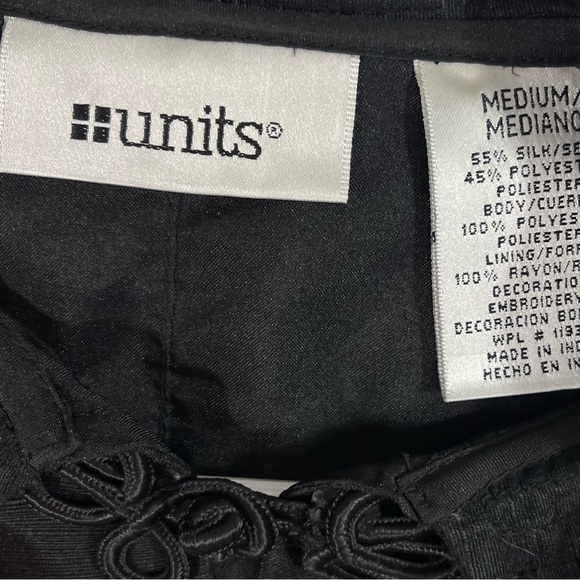 units®
MEDIUM/
MEDIANO
55% SILK/SE
45% POLYEST
POLIESTER
BODY/CUER
100% POLYES
POLIESTER
LINING/FORR
100% RAYON/R
DECORATIO
EMBROIDERY
DECORACION BO
WPL # 1193
MADE IN IND
HECHO EN IN